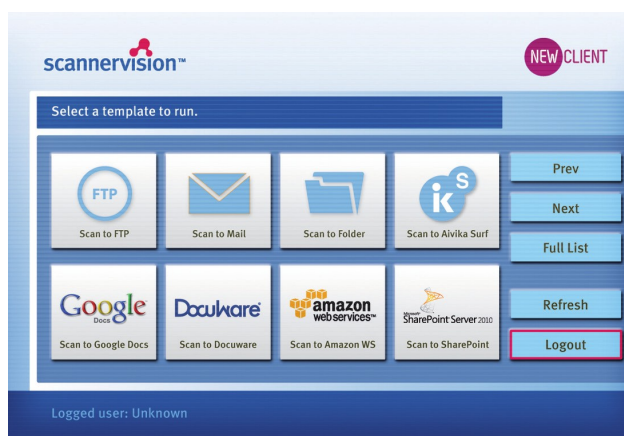 scannervision™
NEW CLIENT
Select a template to run.
FTP
Scan to FTP
Scan to Mail
Scan to Folder
ik S
Scan to Aivika Surf
Prev
Next
Full List
Google
Docs
Scan to Google Docs
DocuWare
Scan to Docuware
amazon
webservices™
Scan to Amazon WS
Microsoft
SharePoint Server 2010
Scan to SharePoint
Refresh
Logout
Logged user: Unknown